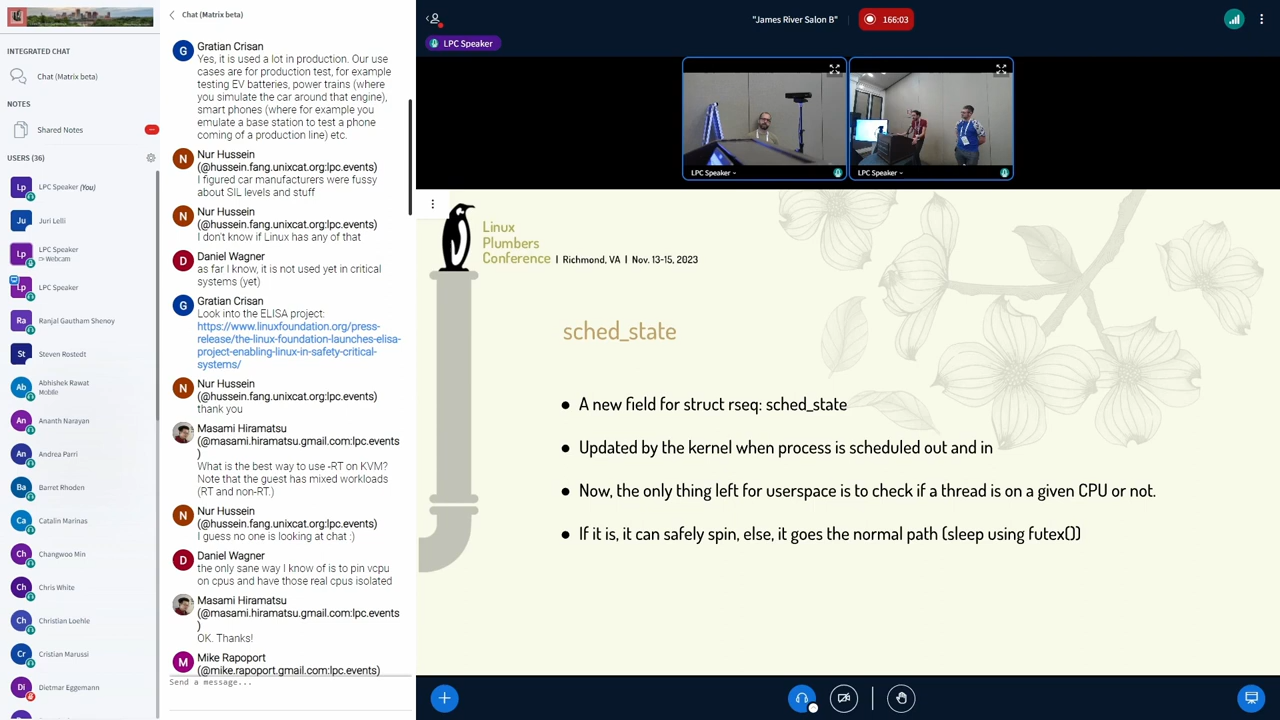 INTEGRATED CHAT
Chat (Matrix beta)
NOTES
Shared Notes
USERS (36)
Lp LPC Speaker (You)
Ju Juri Lelli
Lp LPC Speaker
Webcam
Lp LPC Speaker
Ra Ranjal Gautham Shenoy
St Steven Rostedt
Ab Abhishek Rawat
Mobile
An Ananth Narayan
An Andrea Parri
Ba Barret Rhoden
Ca Catalin Marinas
Ch Changwoo Min
Ch Chris White
Ch Christian Loehle
Cr Cristian Marussi
Di Dietmar Eggemann
Chat (Matrix beta)
G Gratian Crisan
Yes, it is used a lot in production. Our use
cases are for production test, for example
testing EV batteries, power trains (where
you simulate the car around that engine),
smart phones (where for example you
emulate a base station to test a phone
coming of a production line) etc.
N Nur Hussein
(@hussein.fang.unixcat.org:lpc.events)
I figured car manufacturers were fussy
about SIL levels and stuff
N Nur Hussein
(@hussein.fang.unixcat.org:lpc.events)
I don't know if Linux has any of that
D Daniel Wagner
as far I know, it is not used yet in critical
systems (yet)
G Gratian Crisan
Look into the ELISA project:
https://www.linuxfoundation.org/press-
release/the-linux-foundation-launches-elisa-
project-enabling-linux-in-safety-critical-
systems/
N Nur Hussein
(@hussein.fang.unixcat.org:lpc.events)
thank you
Masami Hiramatsu
(@masami.hiramatsu.gmail.com:lpc.events
)
What is the best way to use -RT on KVM?
Note that the guest has mixed workloads
(RT and non-RT.)
N Nur Hussein
(@hussein.fang.unixcat.org:lpc.events)
I guess no one is looking at chat :)
D Daniel Wagner
the only sane way I know of is to pin vcpu
on cpus and have those real cpus isolated
Masami Hiramatsu
(@masami.hiramatsu.gmail.com:lpc.events
)
OK. Thanks!
M Mike Rapoport
(@mike.rapoport.gmail.com:lpc.events)
Send a message...
"James River Salon B"
166:03
LPC Speaker
LPC Speaker
LPC Speaker
Linux
Plumbers
Conference | Richmond, VA | Nov. 13-15, 2023
sched_state
● A new field for struct rseq: sched_state
● Updated by the kernel when process is scheduled out and in
● Now, the only thing left for userspace is to check if a thread is on a given CPU or not.
● If it is, it can safely spin, else, it goes the normal path (sleep using futex())